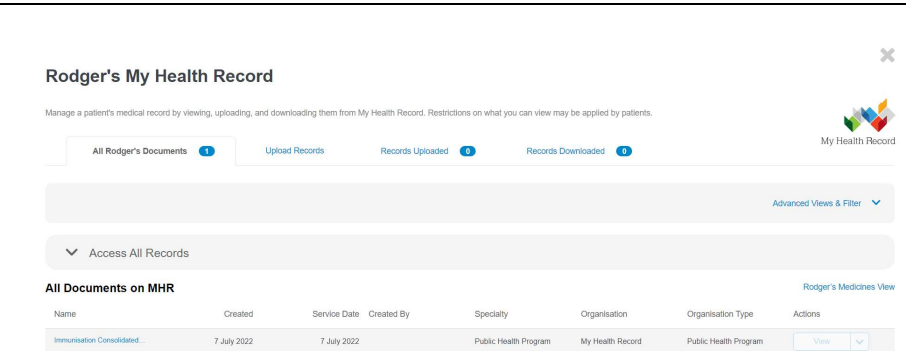 Rodger's My Health Record
Manage a patient's medical record by viewing, uploading, and downloading them from My Health Record. Restrictions on what you can view may be applied by patients.
My Health Record
All Rodger's Documents 1 Upload Records Records Uploaded 0 Records Downloaded 0
Advanced Views & Filter
Access All Records
All Documents on MHR Rodger's Medicines View
Name Created Service Date Created By Specialty Organisation Organisation Type Actions
Immunisation Consolidated... 7 July 2022 7 July 2022 Public Health Program My Health Record Public Health Program View